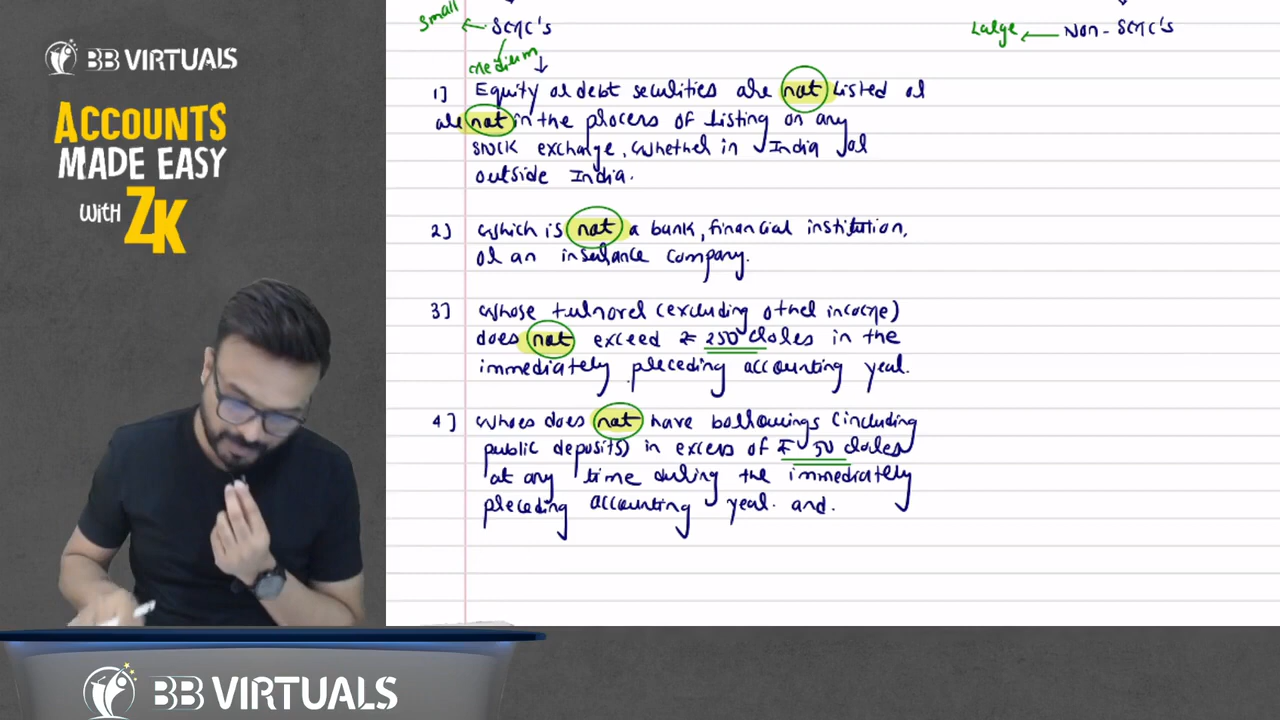 BB VIRTUALS
ACCOUNTS
MADE EASY
WITH ZK
Small
SCMC's
medium
Large
Non-SCMC's
1] Equity or debt securities are not listed or
are not in the process of listing on any
stock exchange, whether in India or
outside India.
2] Which is not a bank, financial institution,
or an insurance company.
3] Whose turnover (excluding other income)
does not exceed ₹ 250 crores in the
immediately preceding accounting year.
4] Whoes does not have borrowings (including
public deposits) in excess of ₹ 50 crores
at any time during the immediately
preceding accounting year. and.
BB VIRTUALS